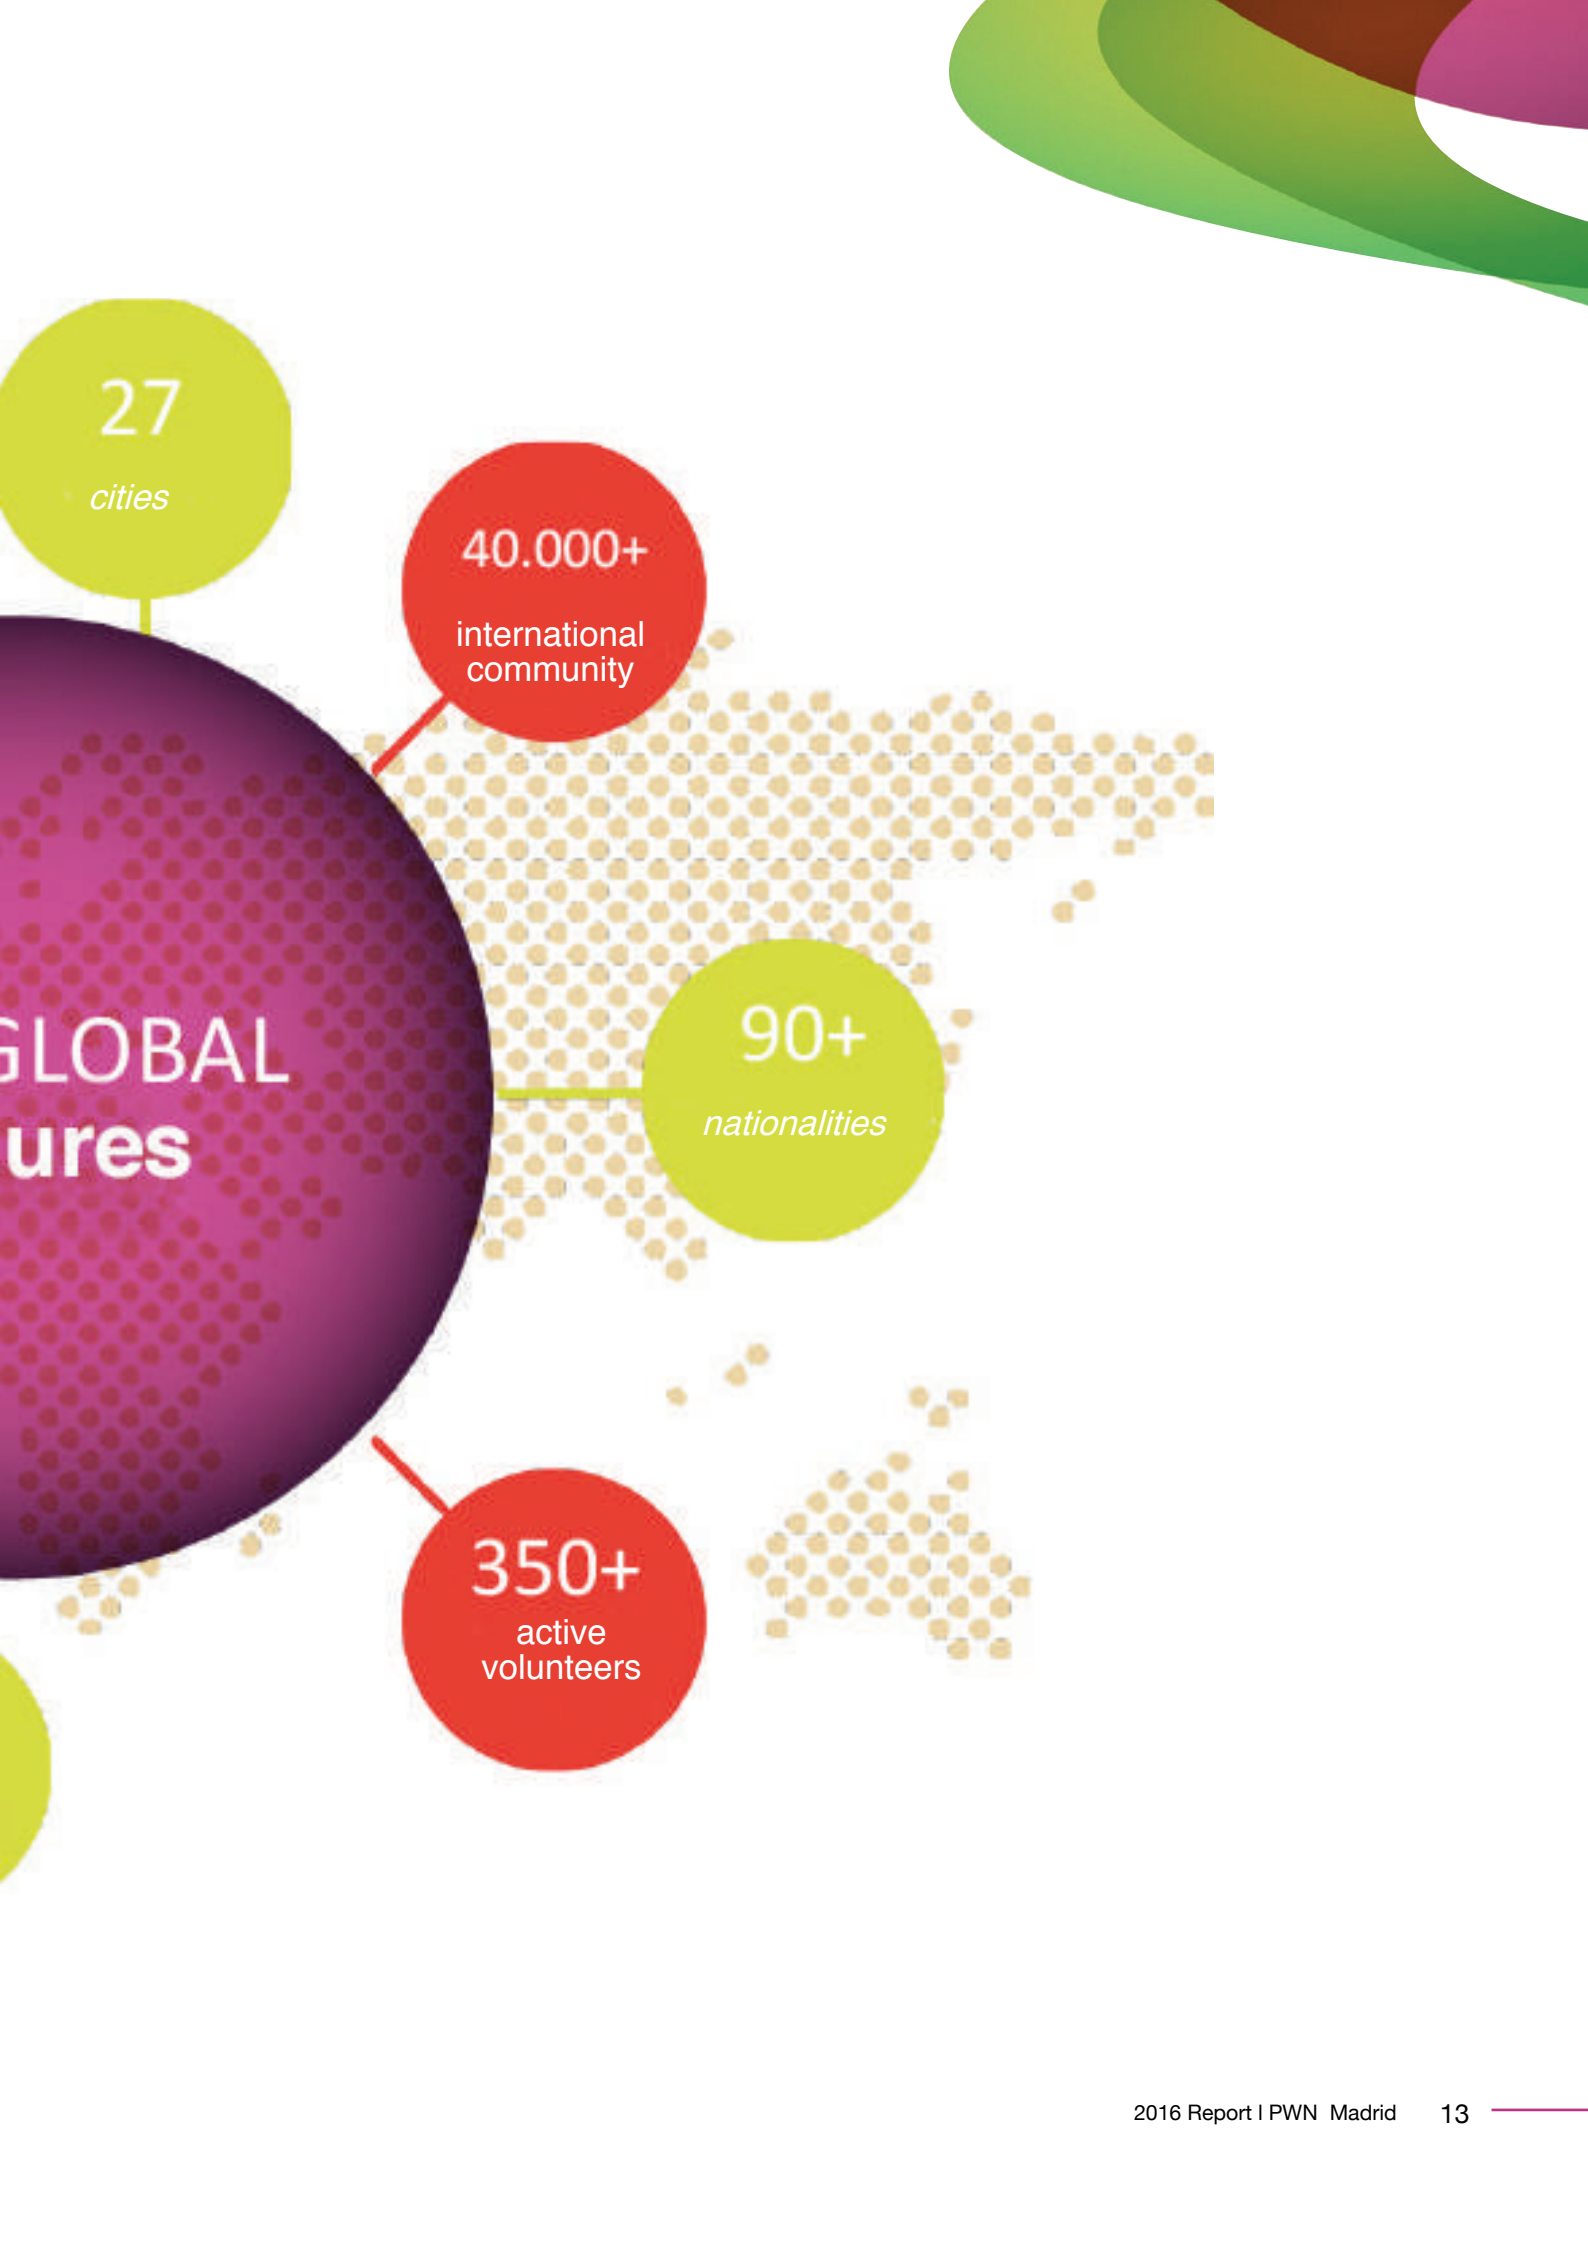 27
cities
40.000+
international
community
GLOBAL
ures
90+
nationalities
350+
active
volunteers
2016 Report I PWN Madrid 13